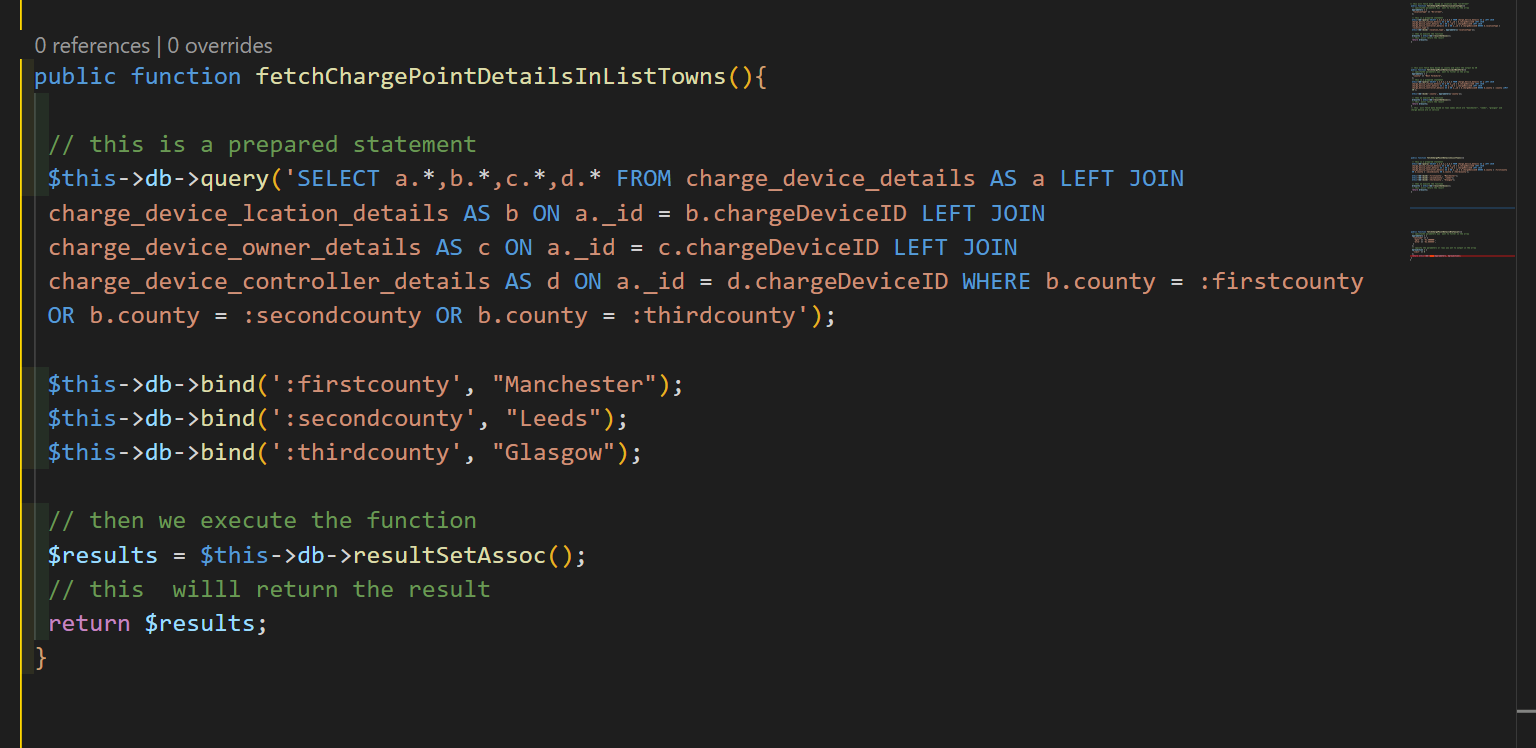 0 references | 0 overrides
public function fetchChargePointDetailsInListTowns(){
// this is a prepared statement
$this->db->query('SELECT a.*,b.*,c.*,d.* FROM charge_device_details AS a LEFT JOIN
charge_device_lcation_details AS b ON a._id = b.chargeDeviceID LEFT JOIN
charge_device_owner_details AS c ON a._id = c.chargeDeviceID LEFT JOIN
charge_device_controller_details AS d ON a._id = d.chargeDeviceID WHERE b.county = :firstcounty
OR b.county = :secondcounty OR b.county = :thirdcounty');
$this->db->bind(':firstcounty', "Manchester");
$this->db->bind(':secondcounty', "Leeds");
$this->db->bind(':thirdcounty', "Glasgow");
// then we execute the function
$results = $this->db->resultSetAssoc();
// this  willl return the result
return $results;
}